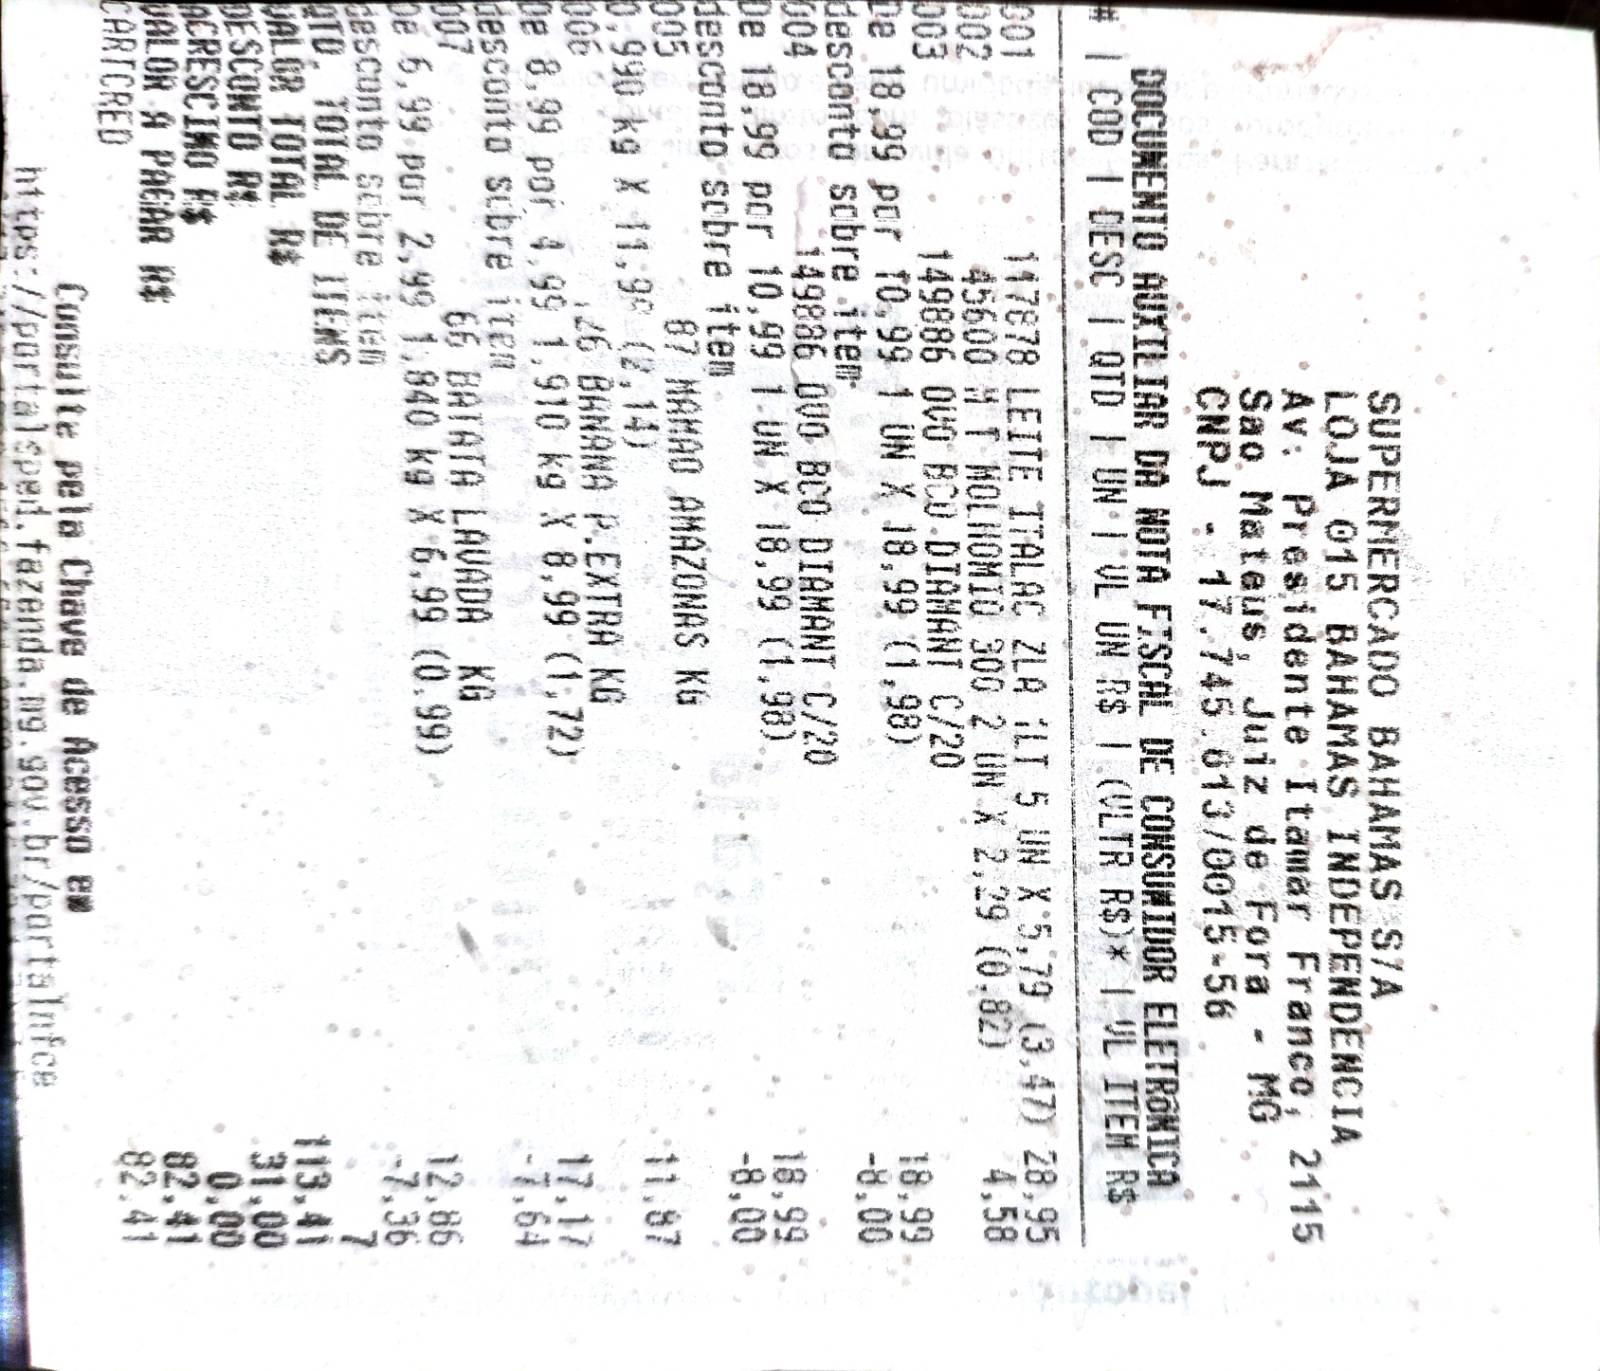 SUPERMERCADO BAHAMAS S/A
LOJA 015 BAHAMAS INDEPENDENCIA
Av. Presidente Itamar Franco, 2115
Sao Mateus, Juiz de Fora - MG
CNPJ - 17.745.613/0015-56
DOCUMENTO AUXILIAR DA NOTA FISCAL DE CONSUMIDOR ELETRONICA
# | COD | DESC | QTD | UN | VL UN R$ | (VLTR R$)* | VL ITEM R$
001 117878 LEITE ITALAC ZLA 1LT 5 UN X 5,79 (3,47) 28,95
002 45600 M T MOLHOMIO 300 2 UN X 2,29 (0,82) 4,58
003 149886 OVO BCO DIAMANT C/20
1 UN X 18,99 (1,98) 18,99
De 18,99 por 10,99
desconto sobre item -8,00
004 149886 OVO BCO DIAMANT C/20
1 UN X 18,99 (1,98) 18,99
De 18,99 por 10,99
desconto sobre item -8,00
005 87 MAMAO AMAZONAS KG
0,990 kg X 11,99 (2,14) 11,87
006 26 BANANA P.EXTRA KG
1,910 kg X 8,99 (1,72) 17,17
De 8,99 por 4,99
desconto sobre item -7,64
007 66 BATATA LAVADA KG
1,840 kg X 6,99 (0.99) 12,86
De 6,99 por 2,99
desconto sobre item -7,36
QTD. TOTAL DE ITENS 7
VALOR TOTAL R$ 113,41
DESCONTO R$ 31,00
ACRESCIMO R$ 0,00
VALOR A PAGAR R$ 82,41
CARTCRED 82,41
Consulte pela Chave de Acesso em
https://portalsped.fazenda.mg.gov.br/portalnfce